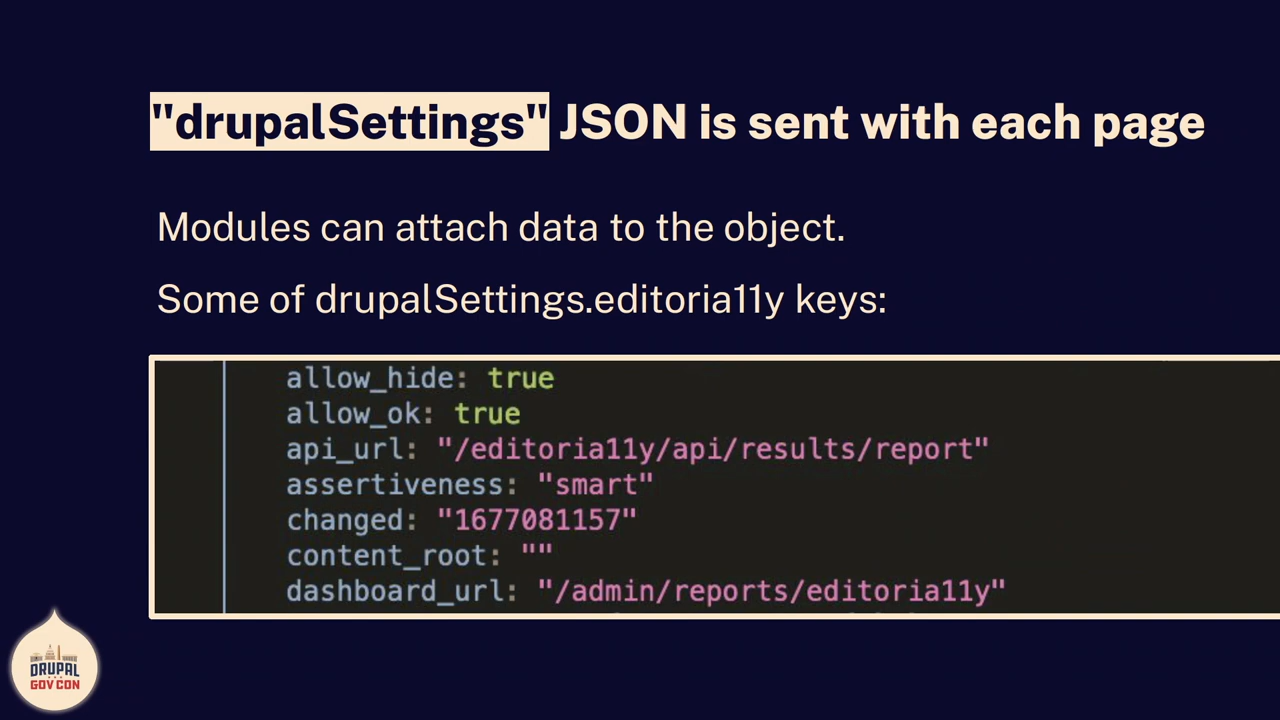 "drupalSettings" JSON is sent with each page
Modules can attach data to the object.
Some of drupalSettings.editoria11y keys:
allow_hide: true
allow_ok: true
api_url: "/editoria11y/api/results/report"
assertiveness: "smart"
changed: "1677081157"
content_root: ""
dashboard_url: "/admin/reports/editoria11y"
DRUPAL
GOV CON